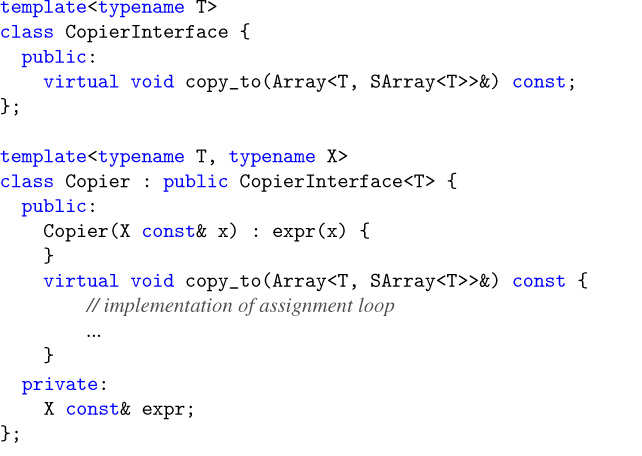 template<typename T>
class CopierInterface {
  public:
    virtual void copy_to(Array<T, SArray<T>>&) const;
};

template<typename T, typename X>
class Copier : public CopierInterface<T> {
  public:
    Copier(X const& x) : expr(x) {
    }
    virtual void copy_to(Array<T, SArray<T>>&) const {
        // implementation of assignment loop
        ...
    }
  private:
    X const& expr;
};